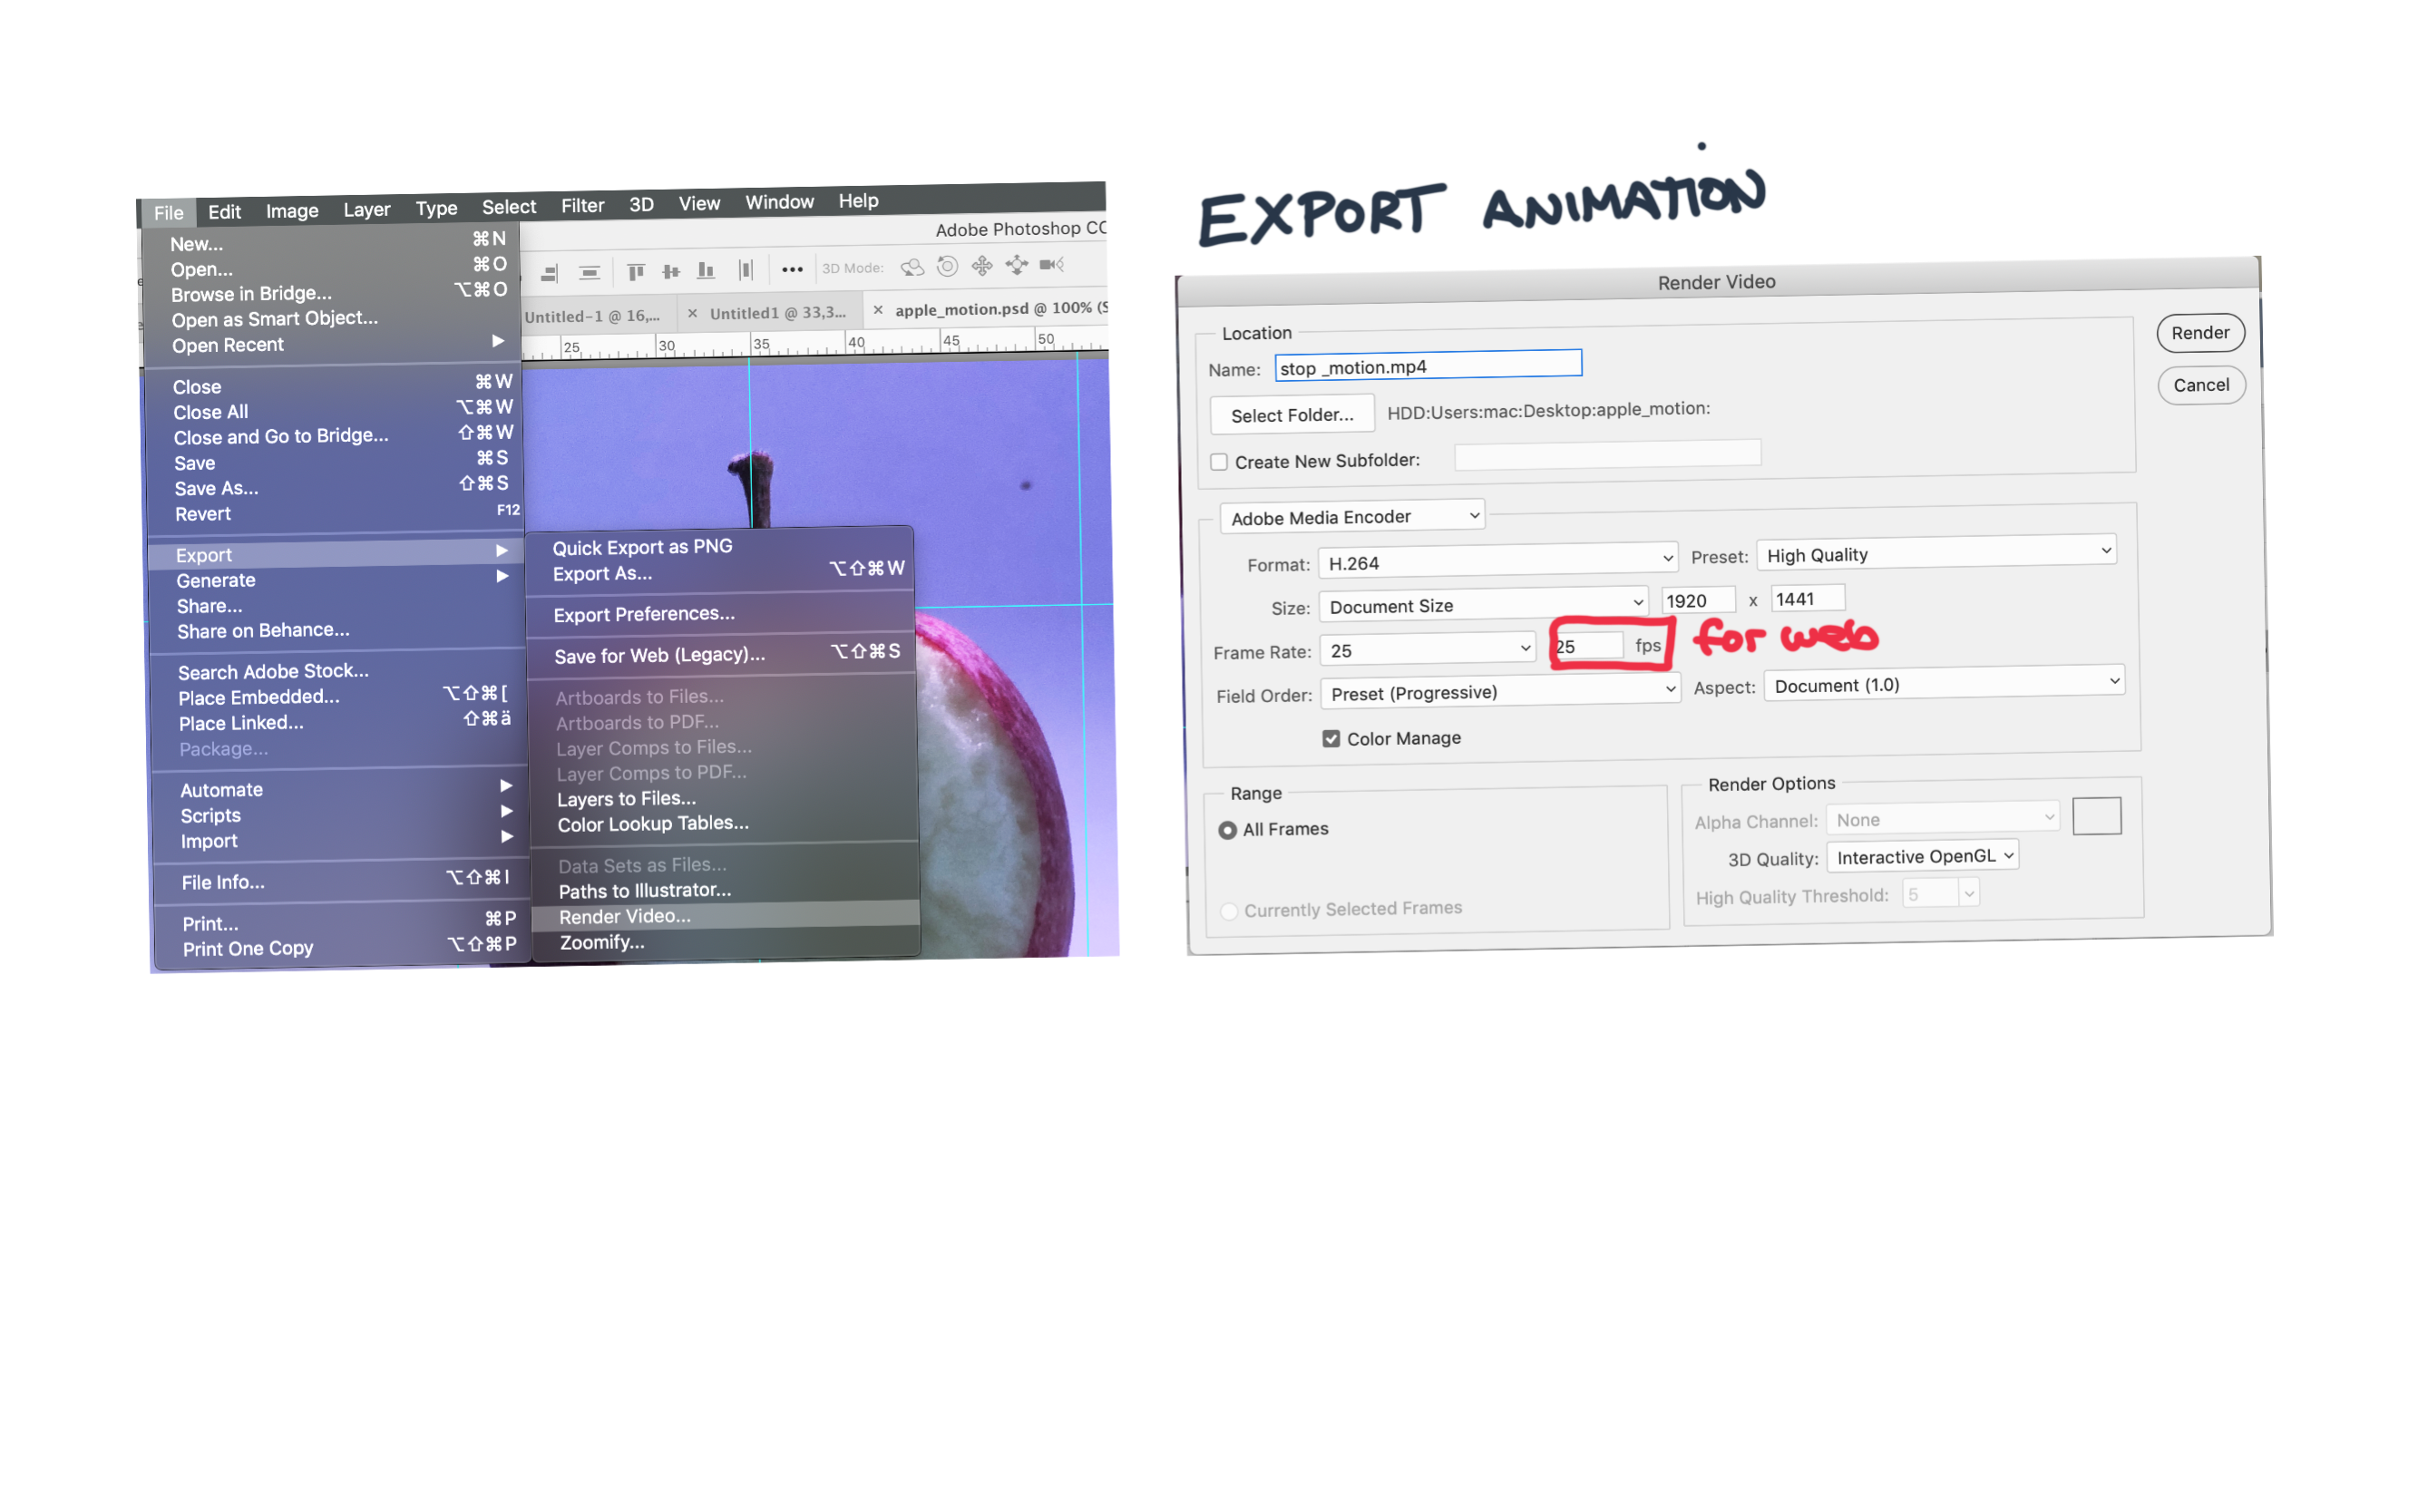 File Edit Image Layer Type Select Filter 3D View Window Help
Adobe Photoshop CC
3D Mode:
Untitled-1 @ 16,...
× Untitled1 @ 33,3...
× apple_motion.psd @ 100% (S
25 30 35 40 45 50
New... ⌘N
Open... ⌘O
Browse in Bridge... ⌥⌘O
Open as Smart Object...
Open Recent ▶
Close ⌘W
Close All ⌥⌘W
Close and Go to Bridge... ⇧⌘W
Save ⌘S
Save As... ⇧⌘S
Revert F12
Export ▶
Generate ▶
Share...
Share on Behance...
Search Adobe Stock...
Place Embedded... ⌥⇧⌘[
Place Linked... ⇧⌘ä
Package...
Automate ▶
Scripts ▶
Import ▶
File Info... ⌥⇧⌘I
Print... ⌘P
Print One Copy ⌥⇧⌘P
Quick Export as PNG
Export As... ⌥⇧⌘W
Export Preferences...
Save for Web (Legacy)... ⌥⇧⌘S
Artboards to Files...
Artboards to PDF...
Layer Comps to Files...
Layer Comps to PDF...
Layers to Files...
Color Lookup Tables...
Data Sets as Files...
Paths to Illustrator...
Render Video...
Zoomify...
EXPORT ANIMATION
Render Video
Location
Name: stop _motion.mp4
Select Folder... HDD:Users:mac:Desktop:apple_motion:
Create New Subfolder:
Render
Cancel
Adobe Media Encoder
Format: H.264 Preset: High Quality
Size: Document Size 1920 x 1441
Frame Rate: 25 25 fps for web
Field Order: Preset (Progressive) Aspect: Document (1.0)
Color Manage
Range
All Frames
Currently Selected Frames
Render Options
Alpha Channel: None
3D Quality: Interactive OpenGL
High Quality Threshold: 5